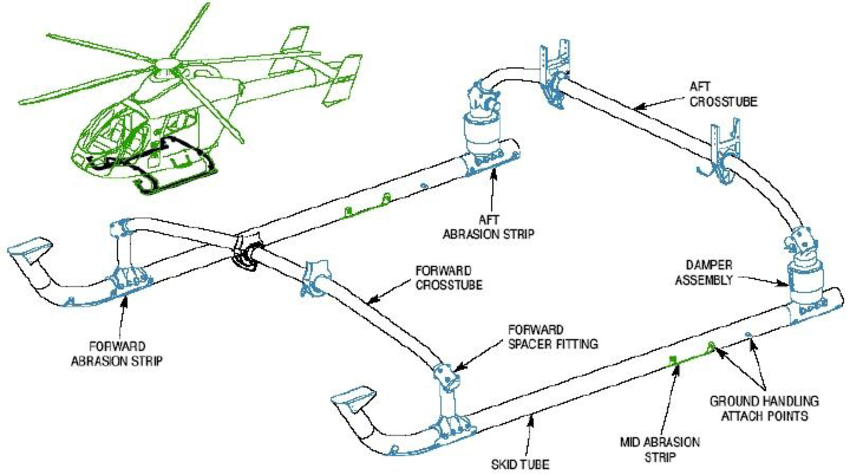 AFT
CROSSTUBE
AFT
ABRASION STRIP
DAMPER
ASSEMBLY
FORWARD
CROSSTUBE
FORWARD
SPACER FITTING
FORWARD
ABRASION STRIP
GROUND HANDLING
ATTACH POINTS
MID ABRASION
STRIP
SKID TUBE